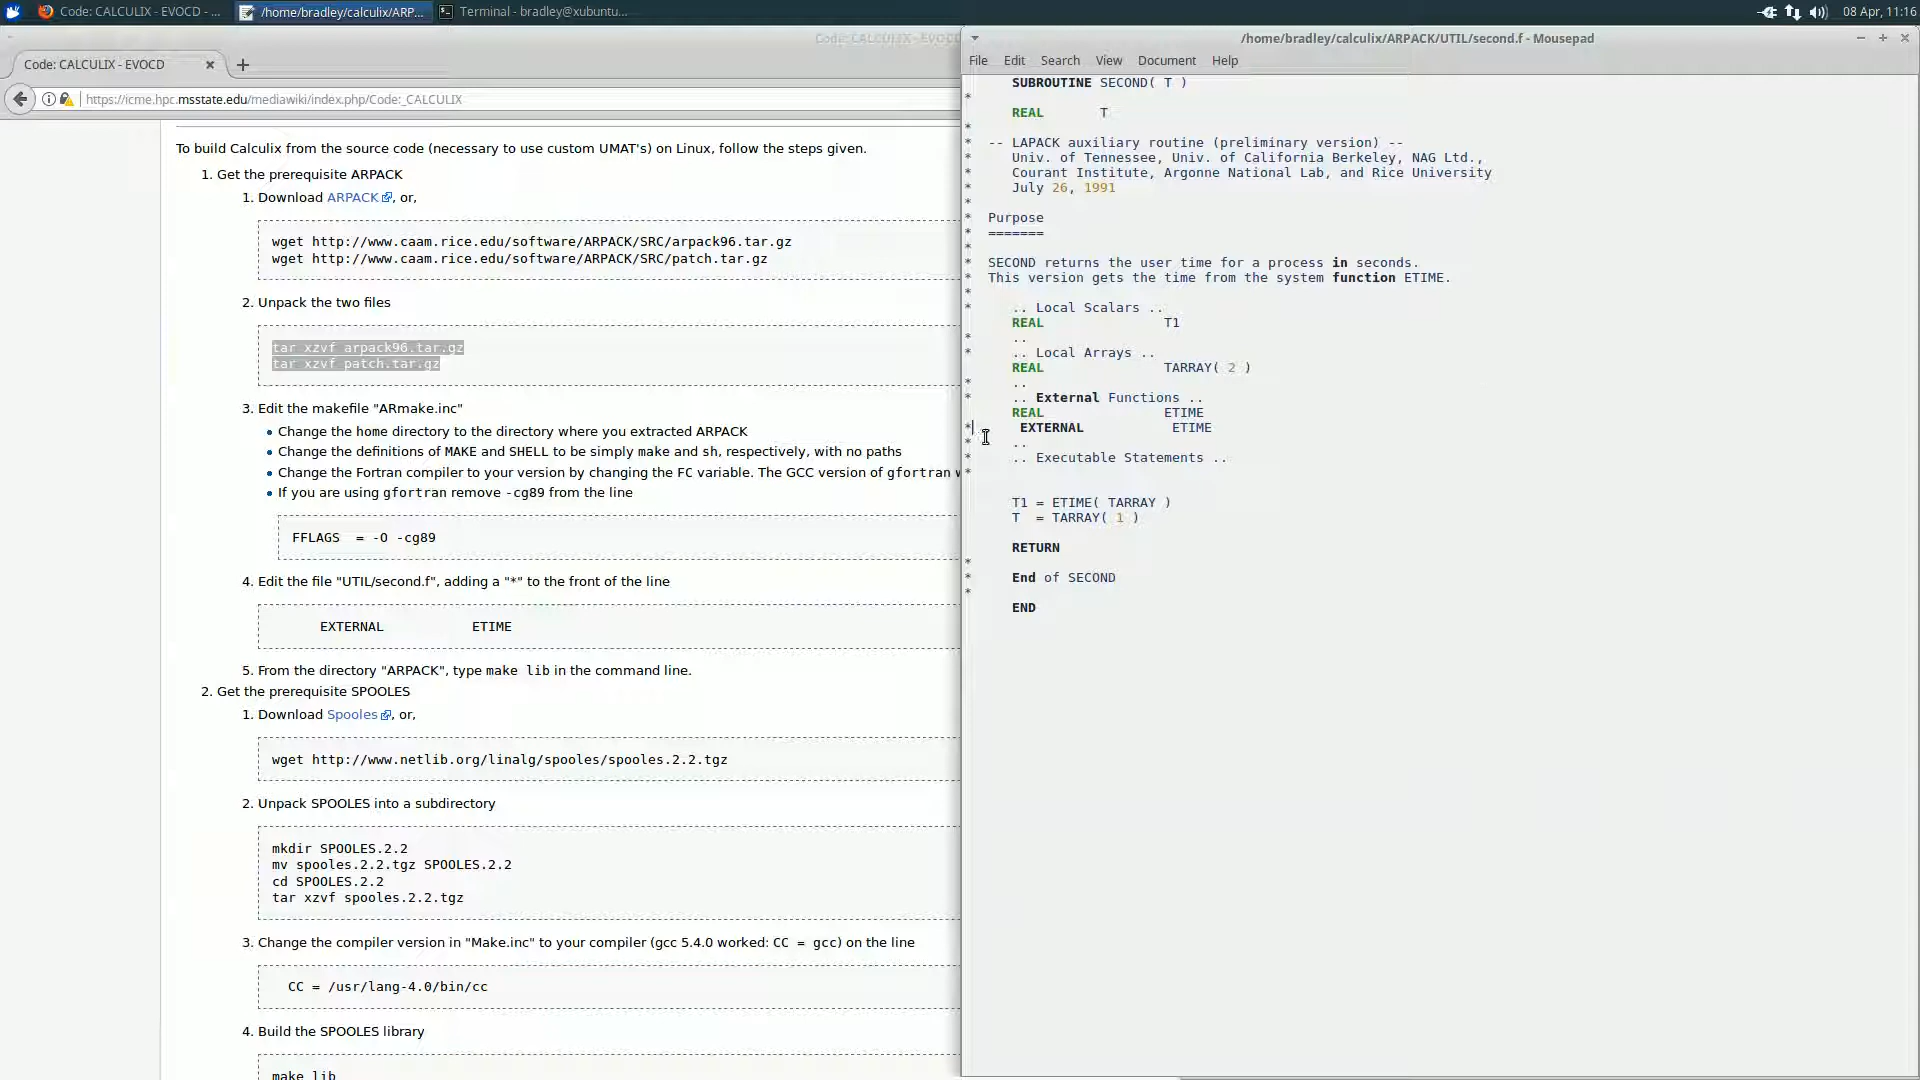 Code: CALCULIX - EVOCD - ...
/home/bradley/calculix/ARP...
Terminal - bradley@xubuntu...
08 Apr, 11:16
Code: CALCULIX - EVOCD
/home/bradley/calculix/ARPACK/UTIL/second.f - Mousepad
Code: CALCULIX - EVOCD
https://icme.hpc.msstate.edu/mediawiki/index.php/Code:_CALCULIX
To build Calculix from the source code (necessary to use custom UMAT's) on Linux, follow the steps given.
1. Get the prerequisite ARPACK
1. Download ARPACK, or,
wget http://www.caam.rice.edu/software/ARPACK/SRC/arpack96.tar.gz
wget http://www.caam.rice.edu/software/ARPACK/SRC/patch.tar.gz
2. Unpack the two files
tar xzvf arpack96.tar.gz
tar xzvf patch.tar.gz
3. Edit the makefile "ARmake.inc"
Change the home directory to the directory where you extracted ARPACK
Change the definitions of MAKE and SHELL to be simply make and sh, respectively, with no paths
Change the Fortran compiler to your version by changing the FC variable. The GCC version of gfortran w
If you are using gfortran remove -cg89 from the line
FFLAGS  = -O -cg89
4. Edit the file "UTIL/second.f", adding a "*" to the front of the line
EXTERNAL           ETIME
5. From the directory "ARPACK", type make lib in the command line.
2. Get the prerequisite SPOOLES
1. Download Spooles, or,
wget http://www.netlib.org/linalg/spooles/spooles.2.2.tgz
2. Unpack SPOOLES into a subdirectory
mkdir SPOOLES.2.2
mv spooles.2.2.tgz SPOOLES.2.2
cd SPOOLES.2.2
tar xzvf spooles.2.2.tgz
3. Change the compiler version in "Make.inc" to your compiler (gcc 5.4.0 worked: CC = gcc) on the line
CC = /usr/lang-4.0/bin/cc
4. Build the SPOOLES library
make lib
File Edit Search View Document Help
      SUBROUTINE SECOND( T )
*
      REAL       T
*
*  -- LAPACK auxiliary routine (preliminary version) --
*     Univ. of Tennessee, Univ. of California Berkeley, NAG Ltd.,
*     Courant Institute, Argonne National Lab, and Rice University
*     July 26, 1991
*
*  Purpose
*  =======
*
*  SECOND returns the user time for a process in seconds.
*  This version gets the time from the system function ETIME.
*
*     .. Local Scalars ..
      REAL               T1
*     ..
*     .. Local Arrays ..
      REAL               TARRAY( 2 )
*     ..
*     .. External Functions ..
      REAL               ETIME
*      EXTERNAL           ETIME
*     ..
*     .. Executable Statements ..
*
      T1 = ETIME( TARRAY )
      T  = TARRAY( 1 )
      RETURN
*
*     End of SECOND
*
      END